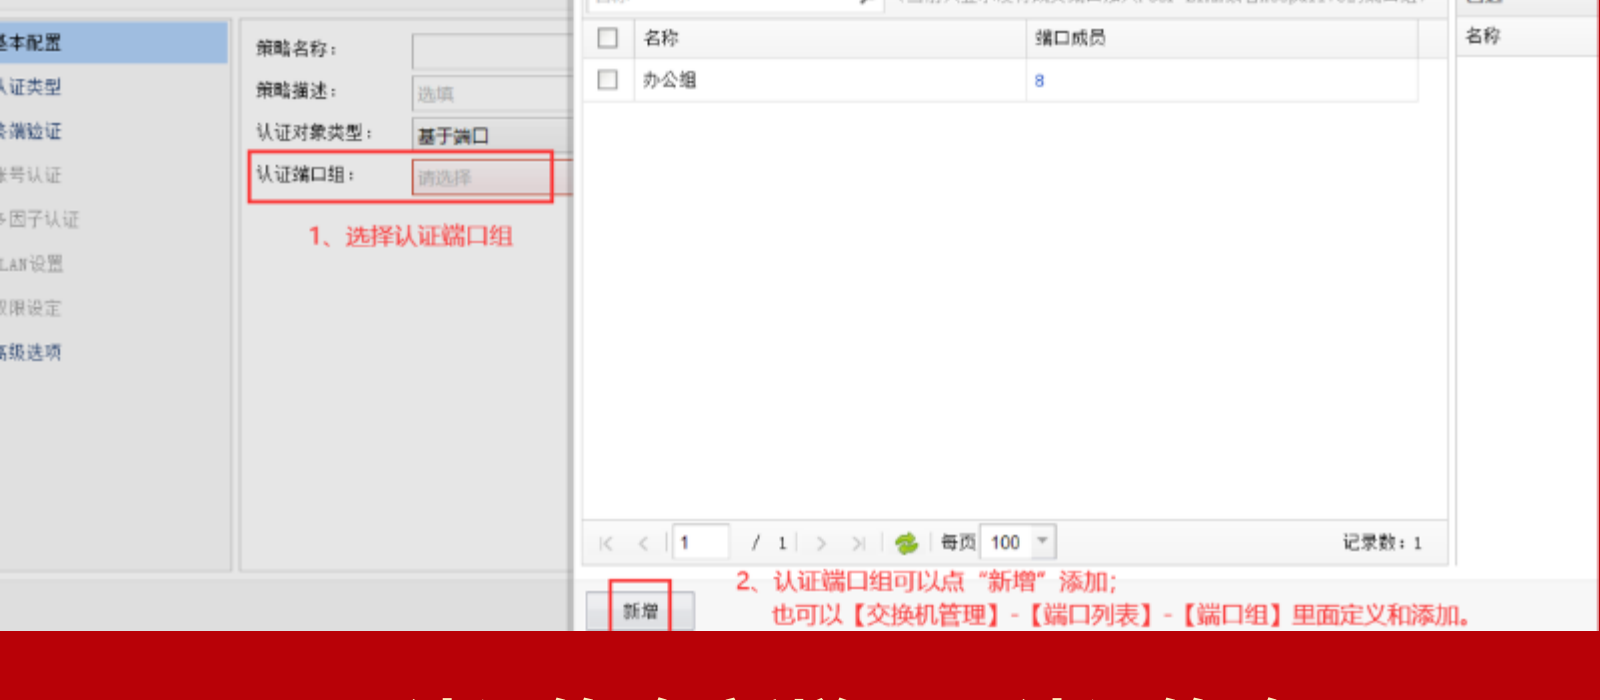 基本配置
认证类型
终端验证
账号认证
多因子认证
LAN设置
权限设定
高级选项
策略名称：
策略描述： 选填
认证对象类型： 基于端口
认证端口组： 请选择
1、选择认证端口组
名称 端口成员
办公组 8
名称
1 / 1 每页 100 记录数：1
新增
2、认证端口组可以点“新增”添加；
也可以【交换机管理】-【端口列表】-【端口组】里面定义和添加。